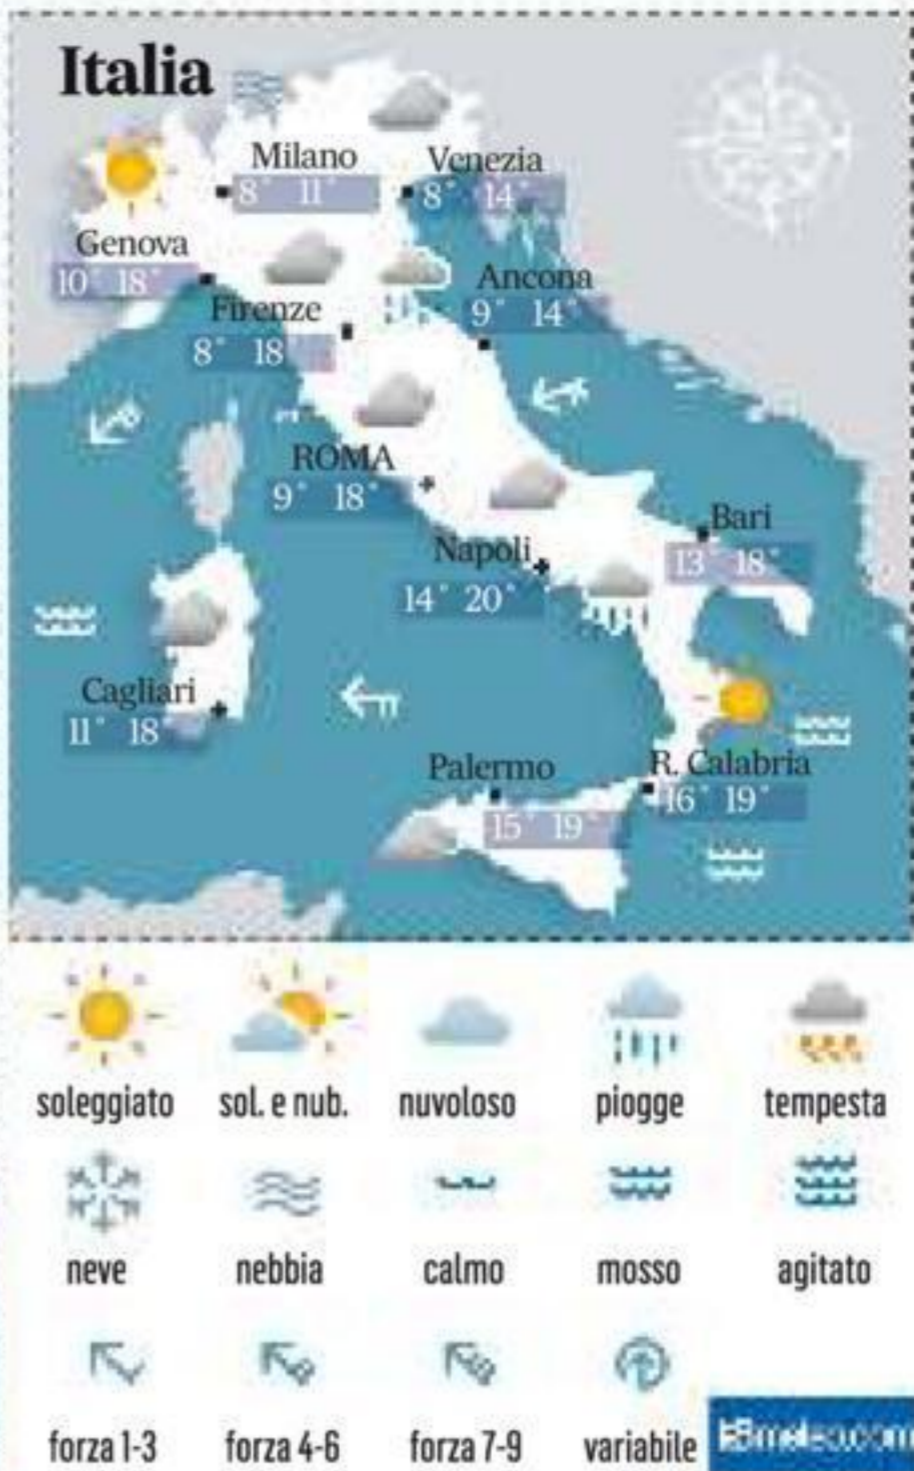 Italia
Milano
8° 11°
Venezia
8° 14°
Genova
10° 18°
Ancona
9° 14°
Firenze
8° 18°
ROMA
9° 18°
Bari
13° 18°
Napoli
14° 20°
Cagliari
11° 18°
Palermo
15° 19°
R. Calabria
16° 19°
soleggiato
sol. e nub.
nuvoloso
piogge
tempesta
neve
nebbia
calmo
mosso
agitato
forza 1-3
forza 4-6
forza 7-9
variabile